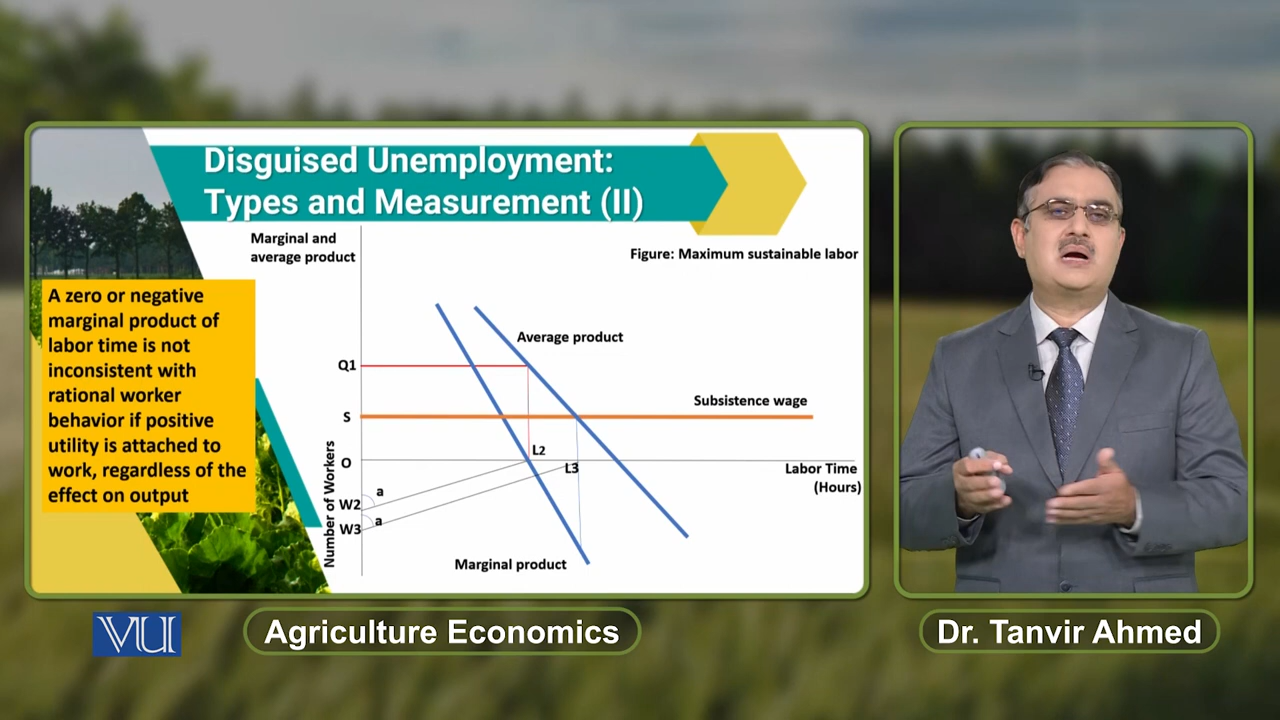 Disguised Unemployment:
Types and Measurement (II)
Marginal and
average product
Figure: Maximum sustainable labor
A zero or negative
marginal product of
labor time is not
inconsistent with
rational worker
behavior if positive
utility is attached to
work, regardless of the
effect on output
Average product
Q1
Subsistence wage
S
L2
O
L3
Labor Time
(Hours)
Number of Workers
a
W2
a
W3
Marginal product
VU
Agriculture Economics
Dr. Tanvir Ahmed